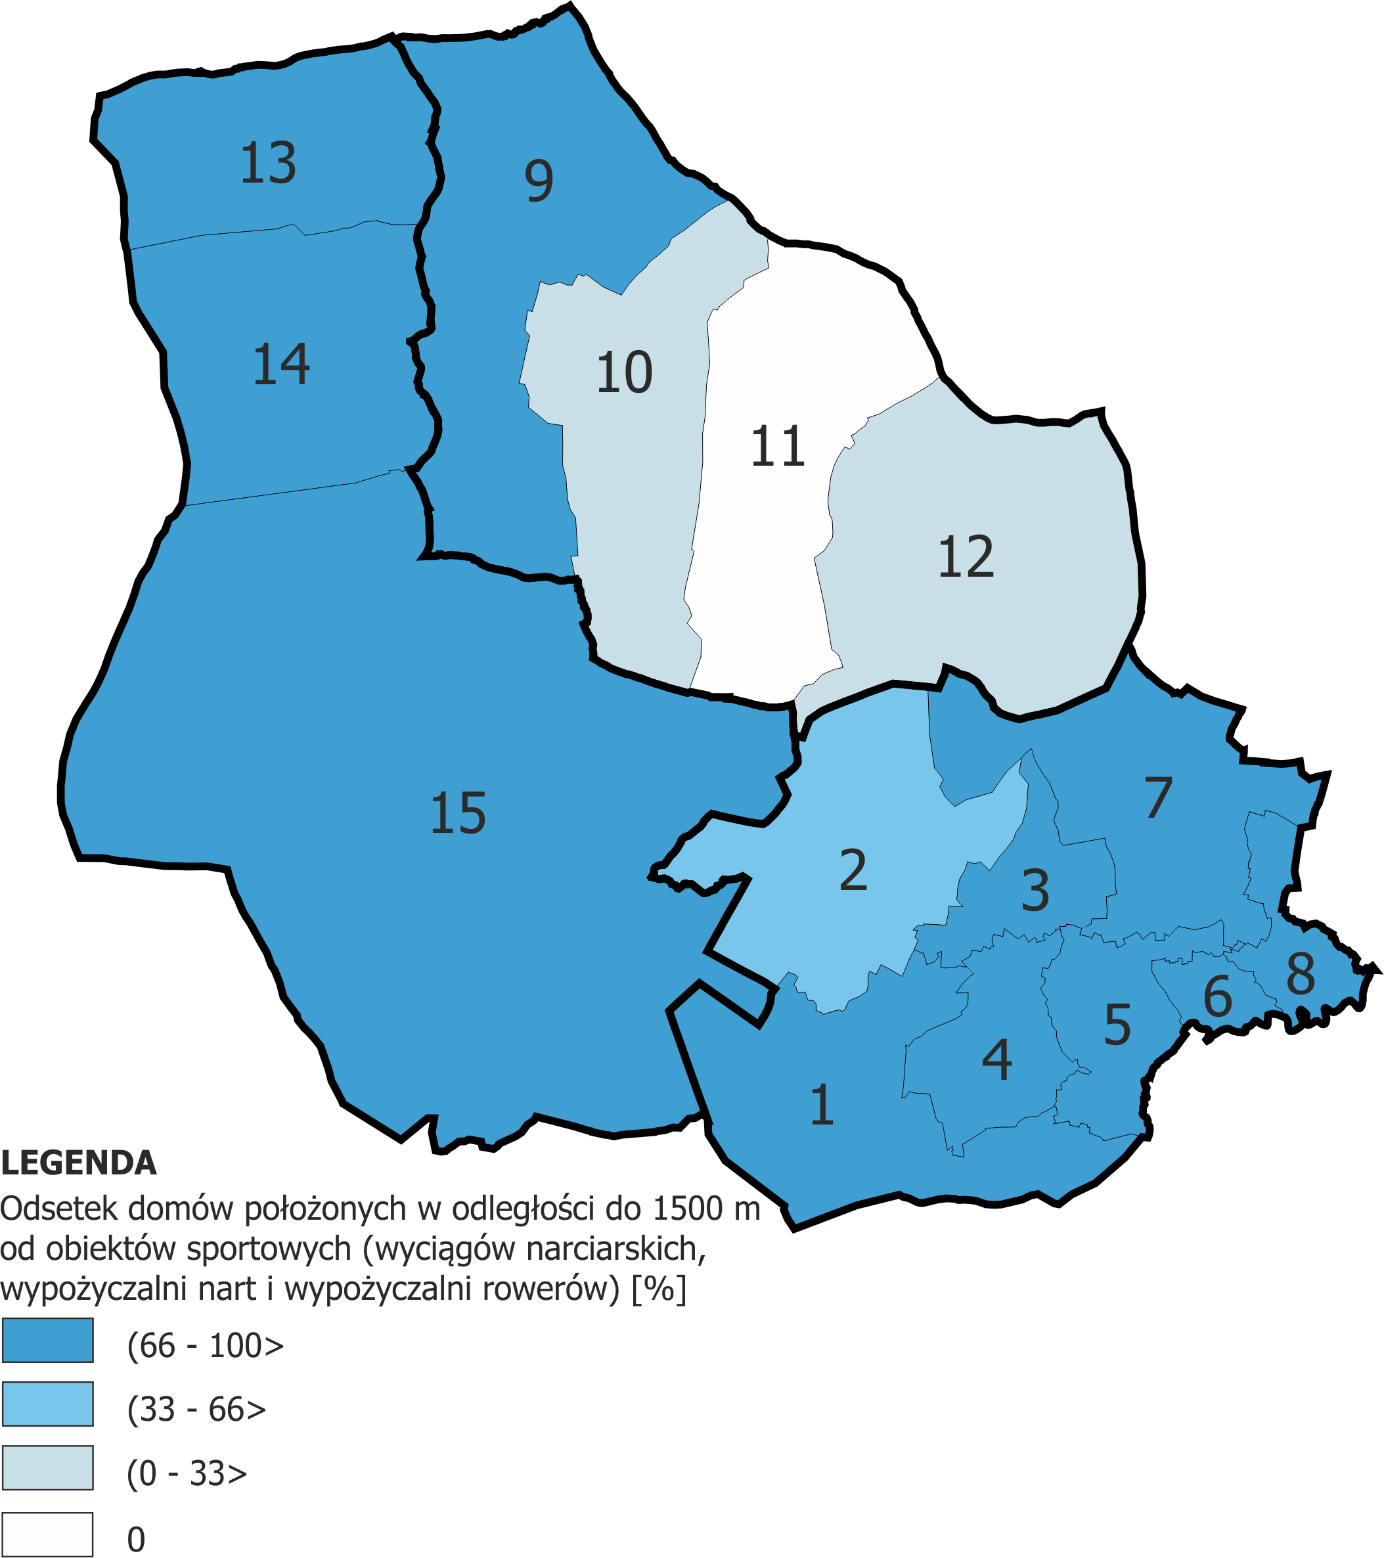 13
9
14
10
11
12
15
7
2
3
8
6
5
4
1
LEGENDA
Odsetek domów położonych w odległości do 1500 m
od obiektów sportowych (wyciągów narciarskich,
wypożyczalni nart i wypożyczalni rowerów) [%]
(66 - 100>
(33 - 66>
(0 - 33>
0